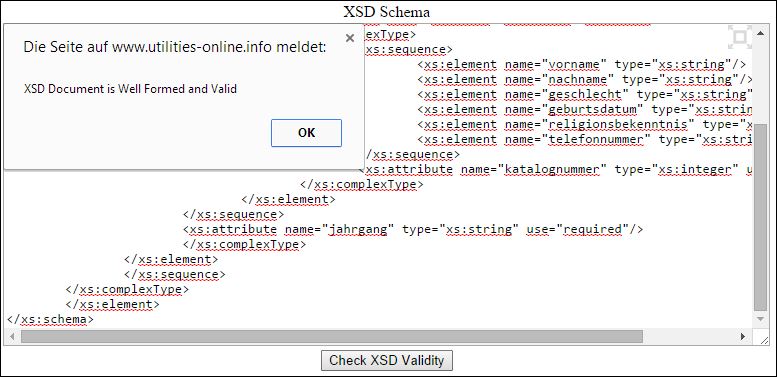 XSD Schema
Die Seite auf www.utilities-online.info meldet:
XSD Document is Well Formed and Valid
OK
<xs:sequence>
<xs:element name="vorname" type="xs:string"/>
<xs:element name="nachname" type="xs:string"/>
<xs:element name="geschlecht" type="xs:string"
<xs:element name="geburtsdatum" type="xs:string
<xs:element name="religionsbekenntnis" type="x
<xs:element name="telefonnummer" type="xs:stri
/xs:sequence>
<xs:attribute name="katalognummer" type="xs:integer" u
</xs:complexType>
</xs:element>
</xs:sequence>
<xs:attribute name="jahrgang" type="xs:string" use="required"/>
</xs:complexType>
</xs:element>
</xs:sequence>
</xs:complexType>
</xs:element>
</xs:schema>
Check XSD Validity